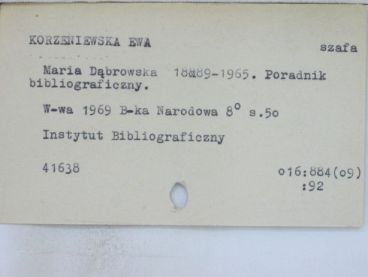 KORZENIEWSKA EWA
szafa
Maria Dąbrowska 18889-1965. Poradnik
bibliograficzny.
W-wa 1969 B-ka Narodowa 8° s.50
Instytut Bibliograficzny
41638 016:884(09)
:92